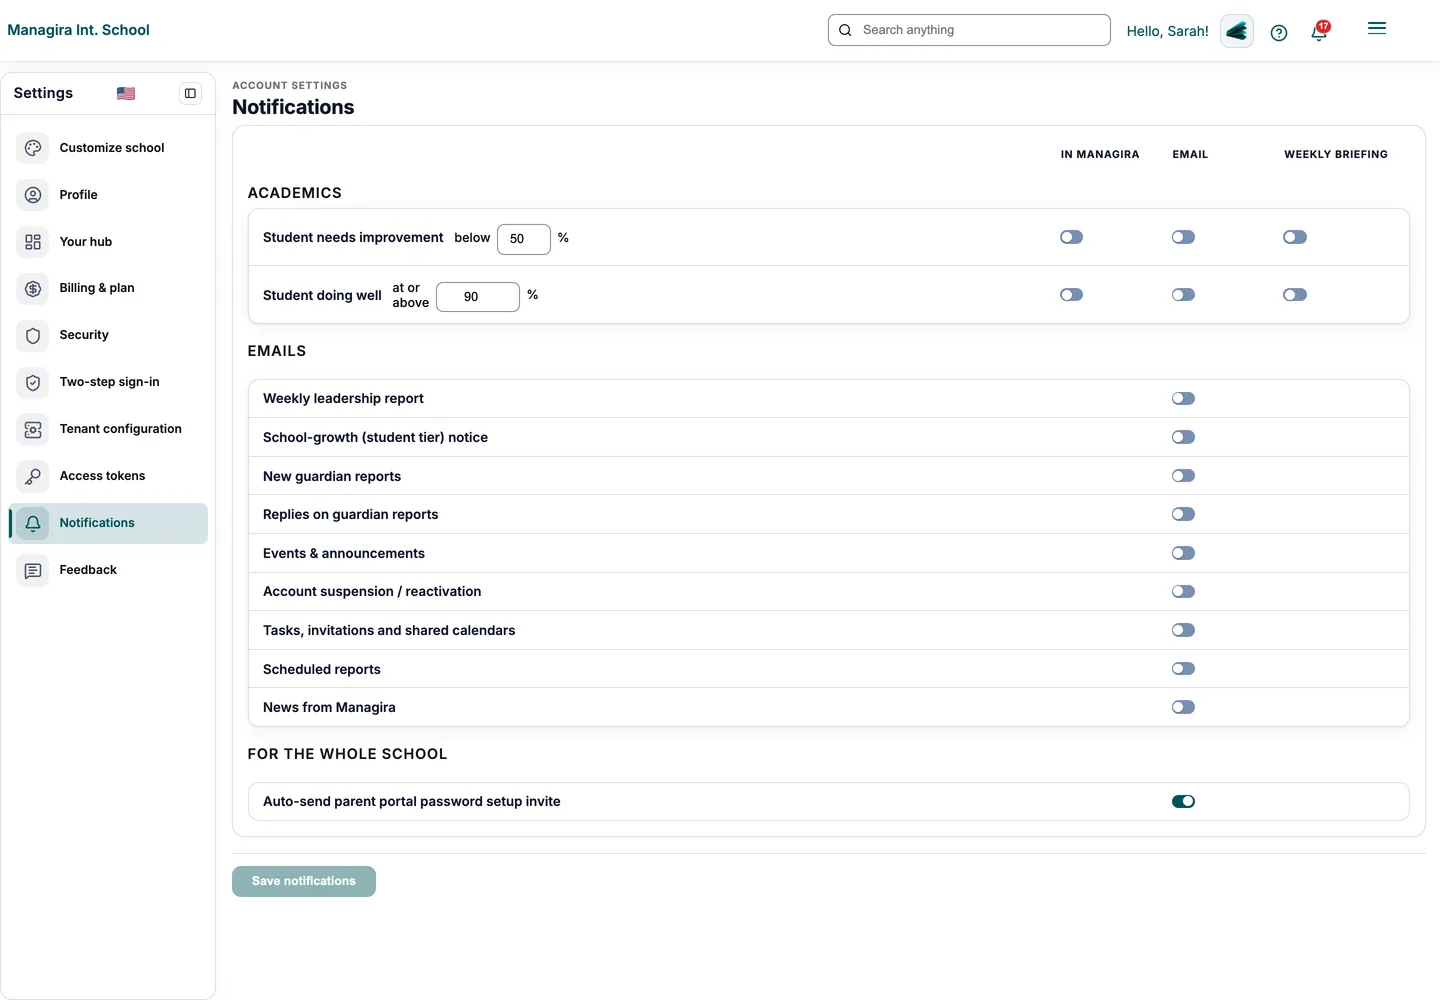 Managira Int. School
Search anything
Hello, Sarah!
17
Settings
Customize school
Profile
Your hub
Billing & plan
Security
Two-step sign-in
Tenant configuration
Access tokens
Notifications
Feedback
ACCOUNT SETTINGS
Notifications
IN MANAGIRA EMAIL WEEKLY BRIEFING
ACADEMICS
Student needs improvement below 50 %
Student doing well at or above 90 %
EMAILS
Weekly leadership report
School-growth (student tier) notice
New guardian reports
Replies on guardian reports
Events & announcements
Account suspension / reactivation
Tasks, invitations and shared calendars
Scheduled reports
News from Managira
FOR THE WHOLE SCHOOL
Auto-send parent portal password setup invite
Save notifications